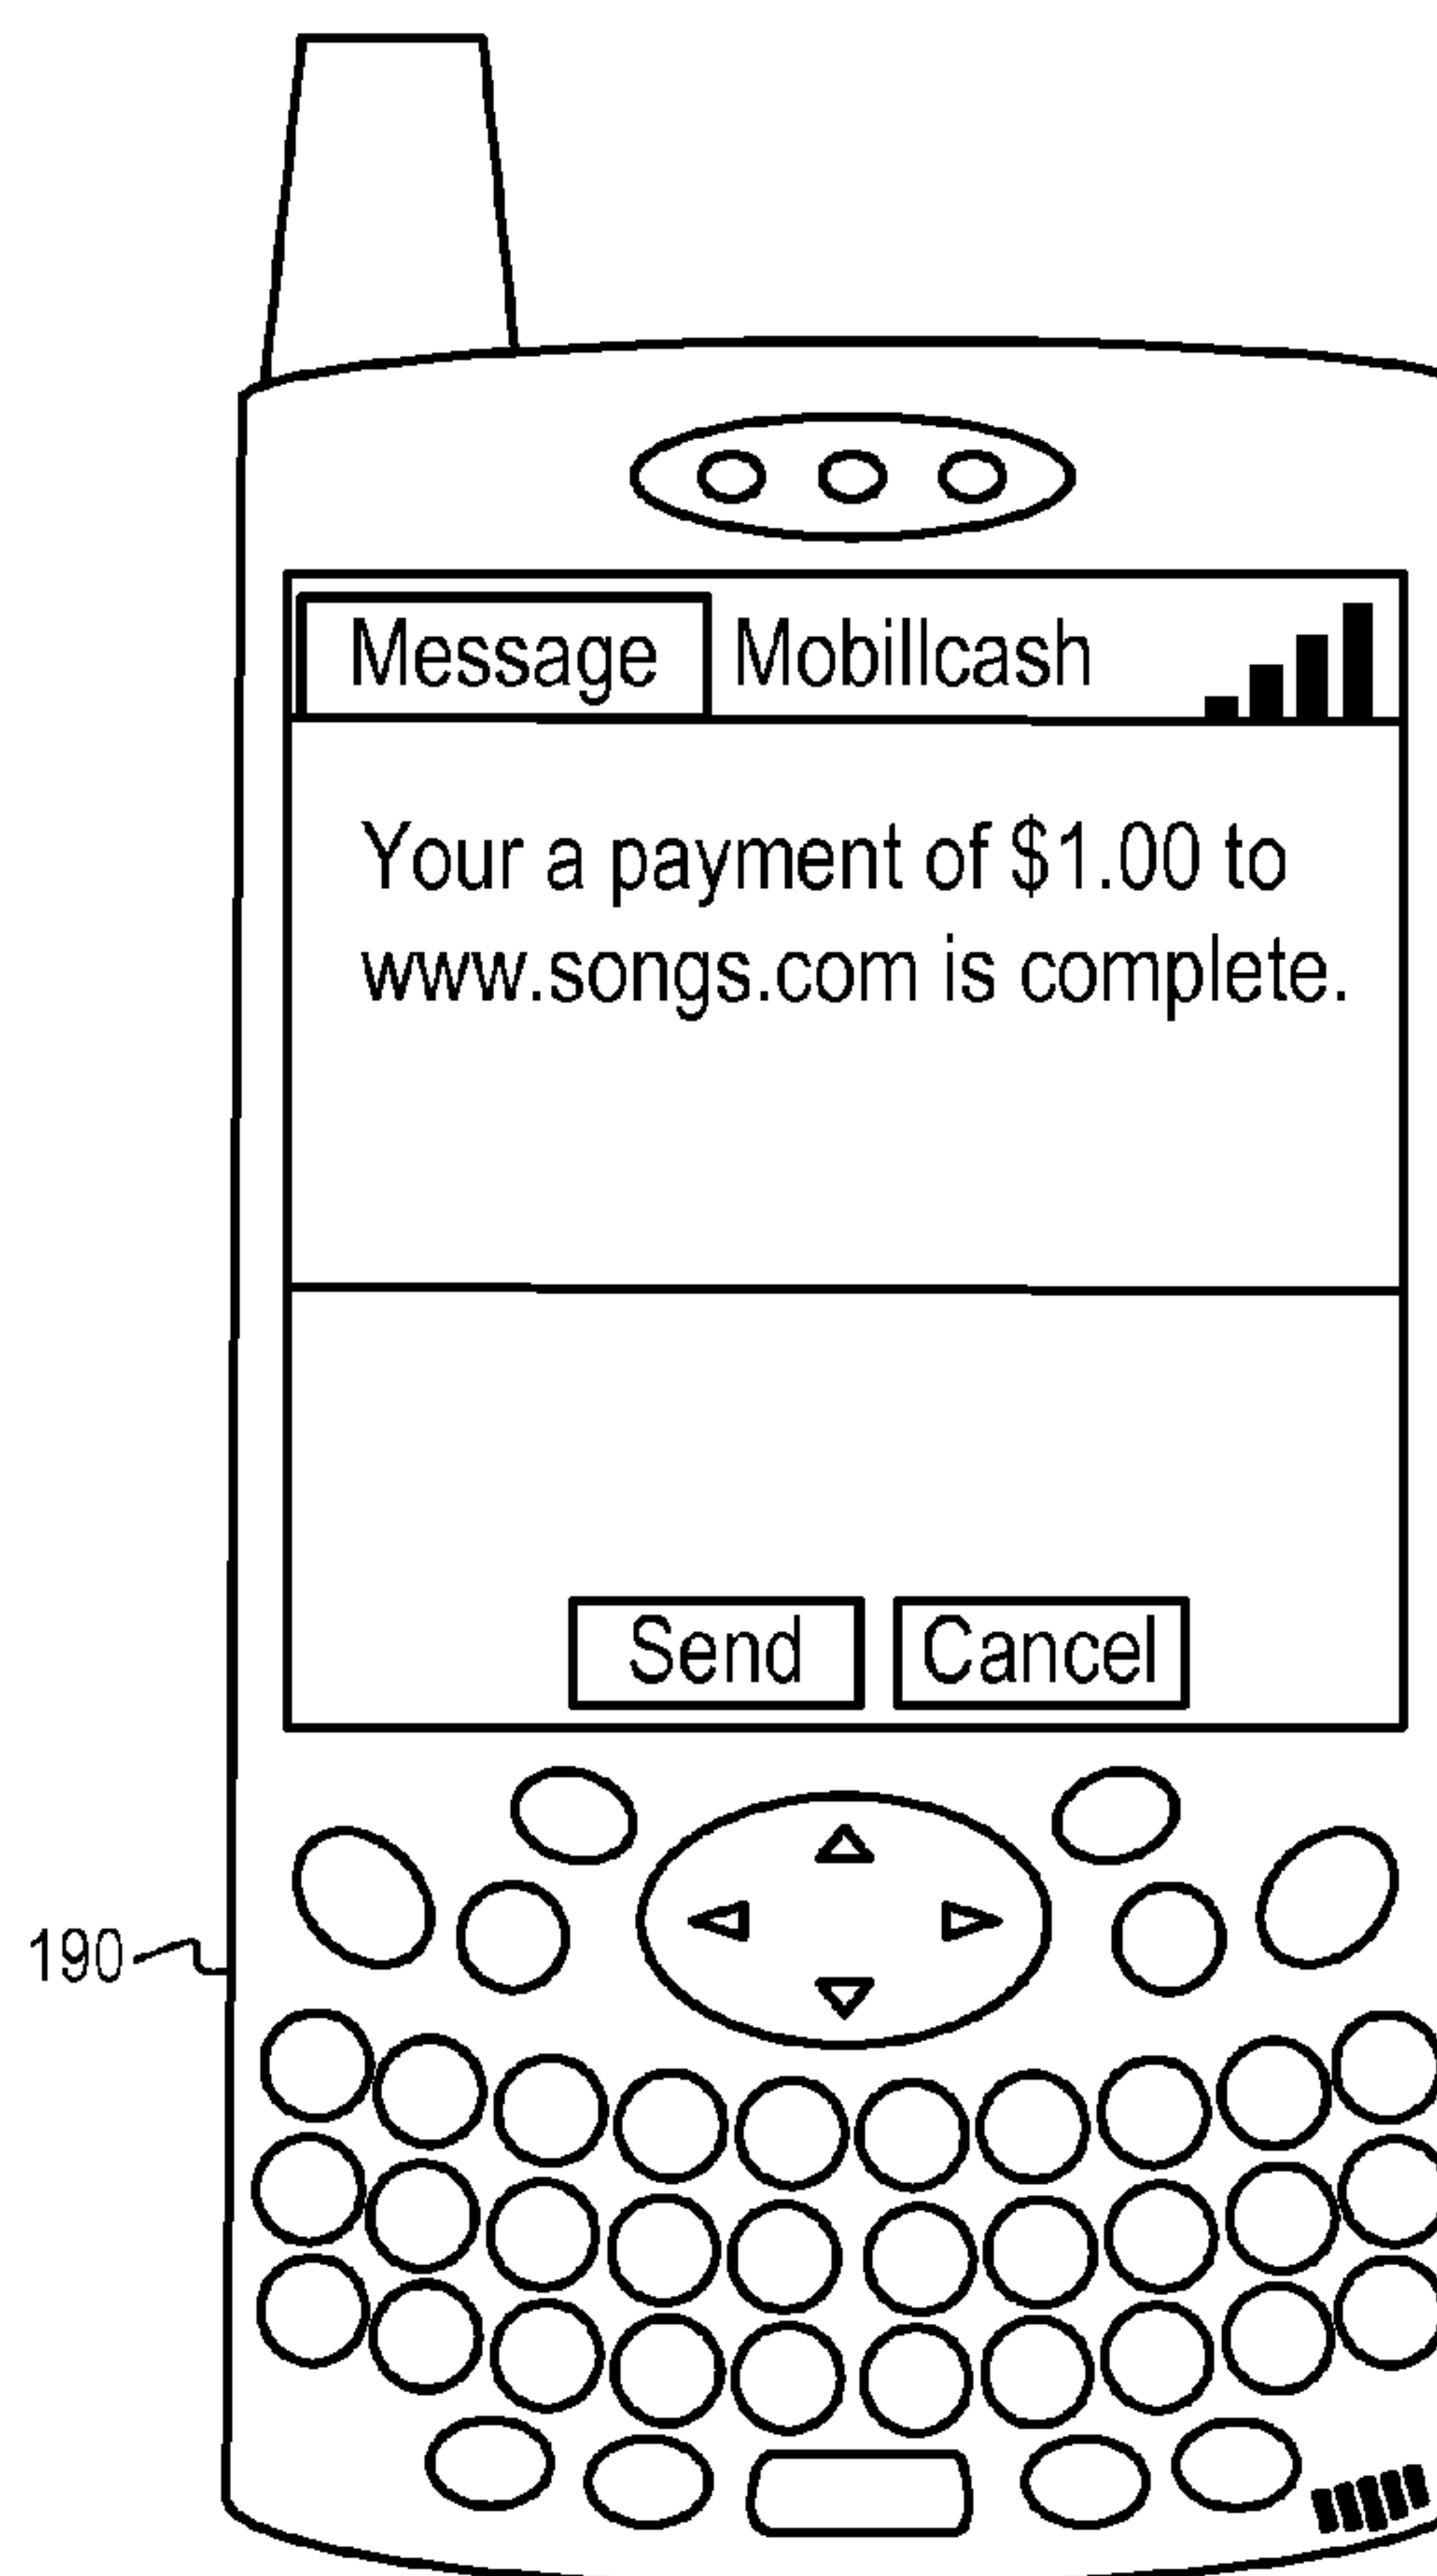 Message Mobillcash
Your a payment of $1.00 to
www.songs.com is complete.
Send Cancel
190